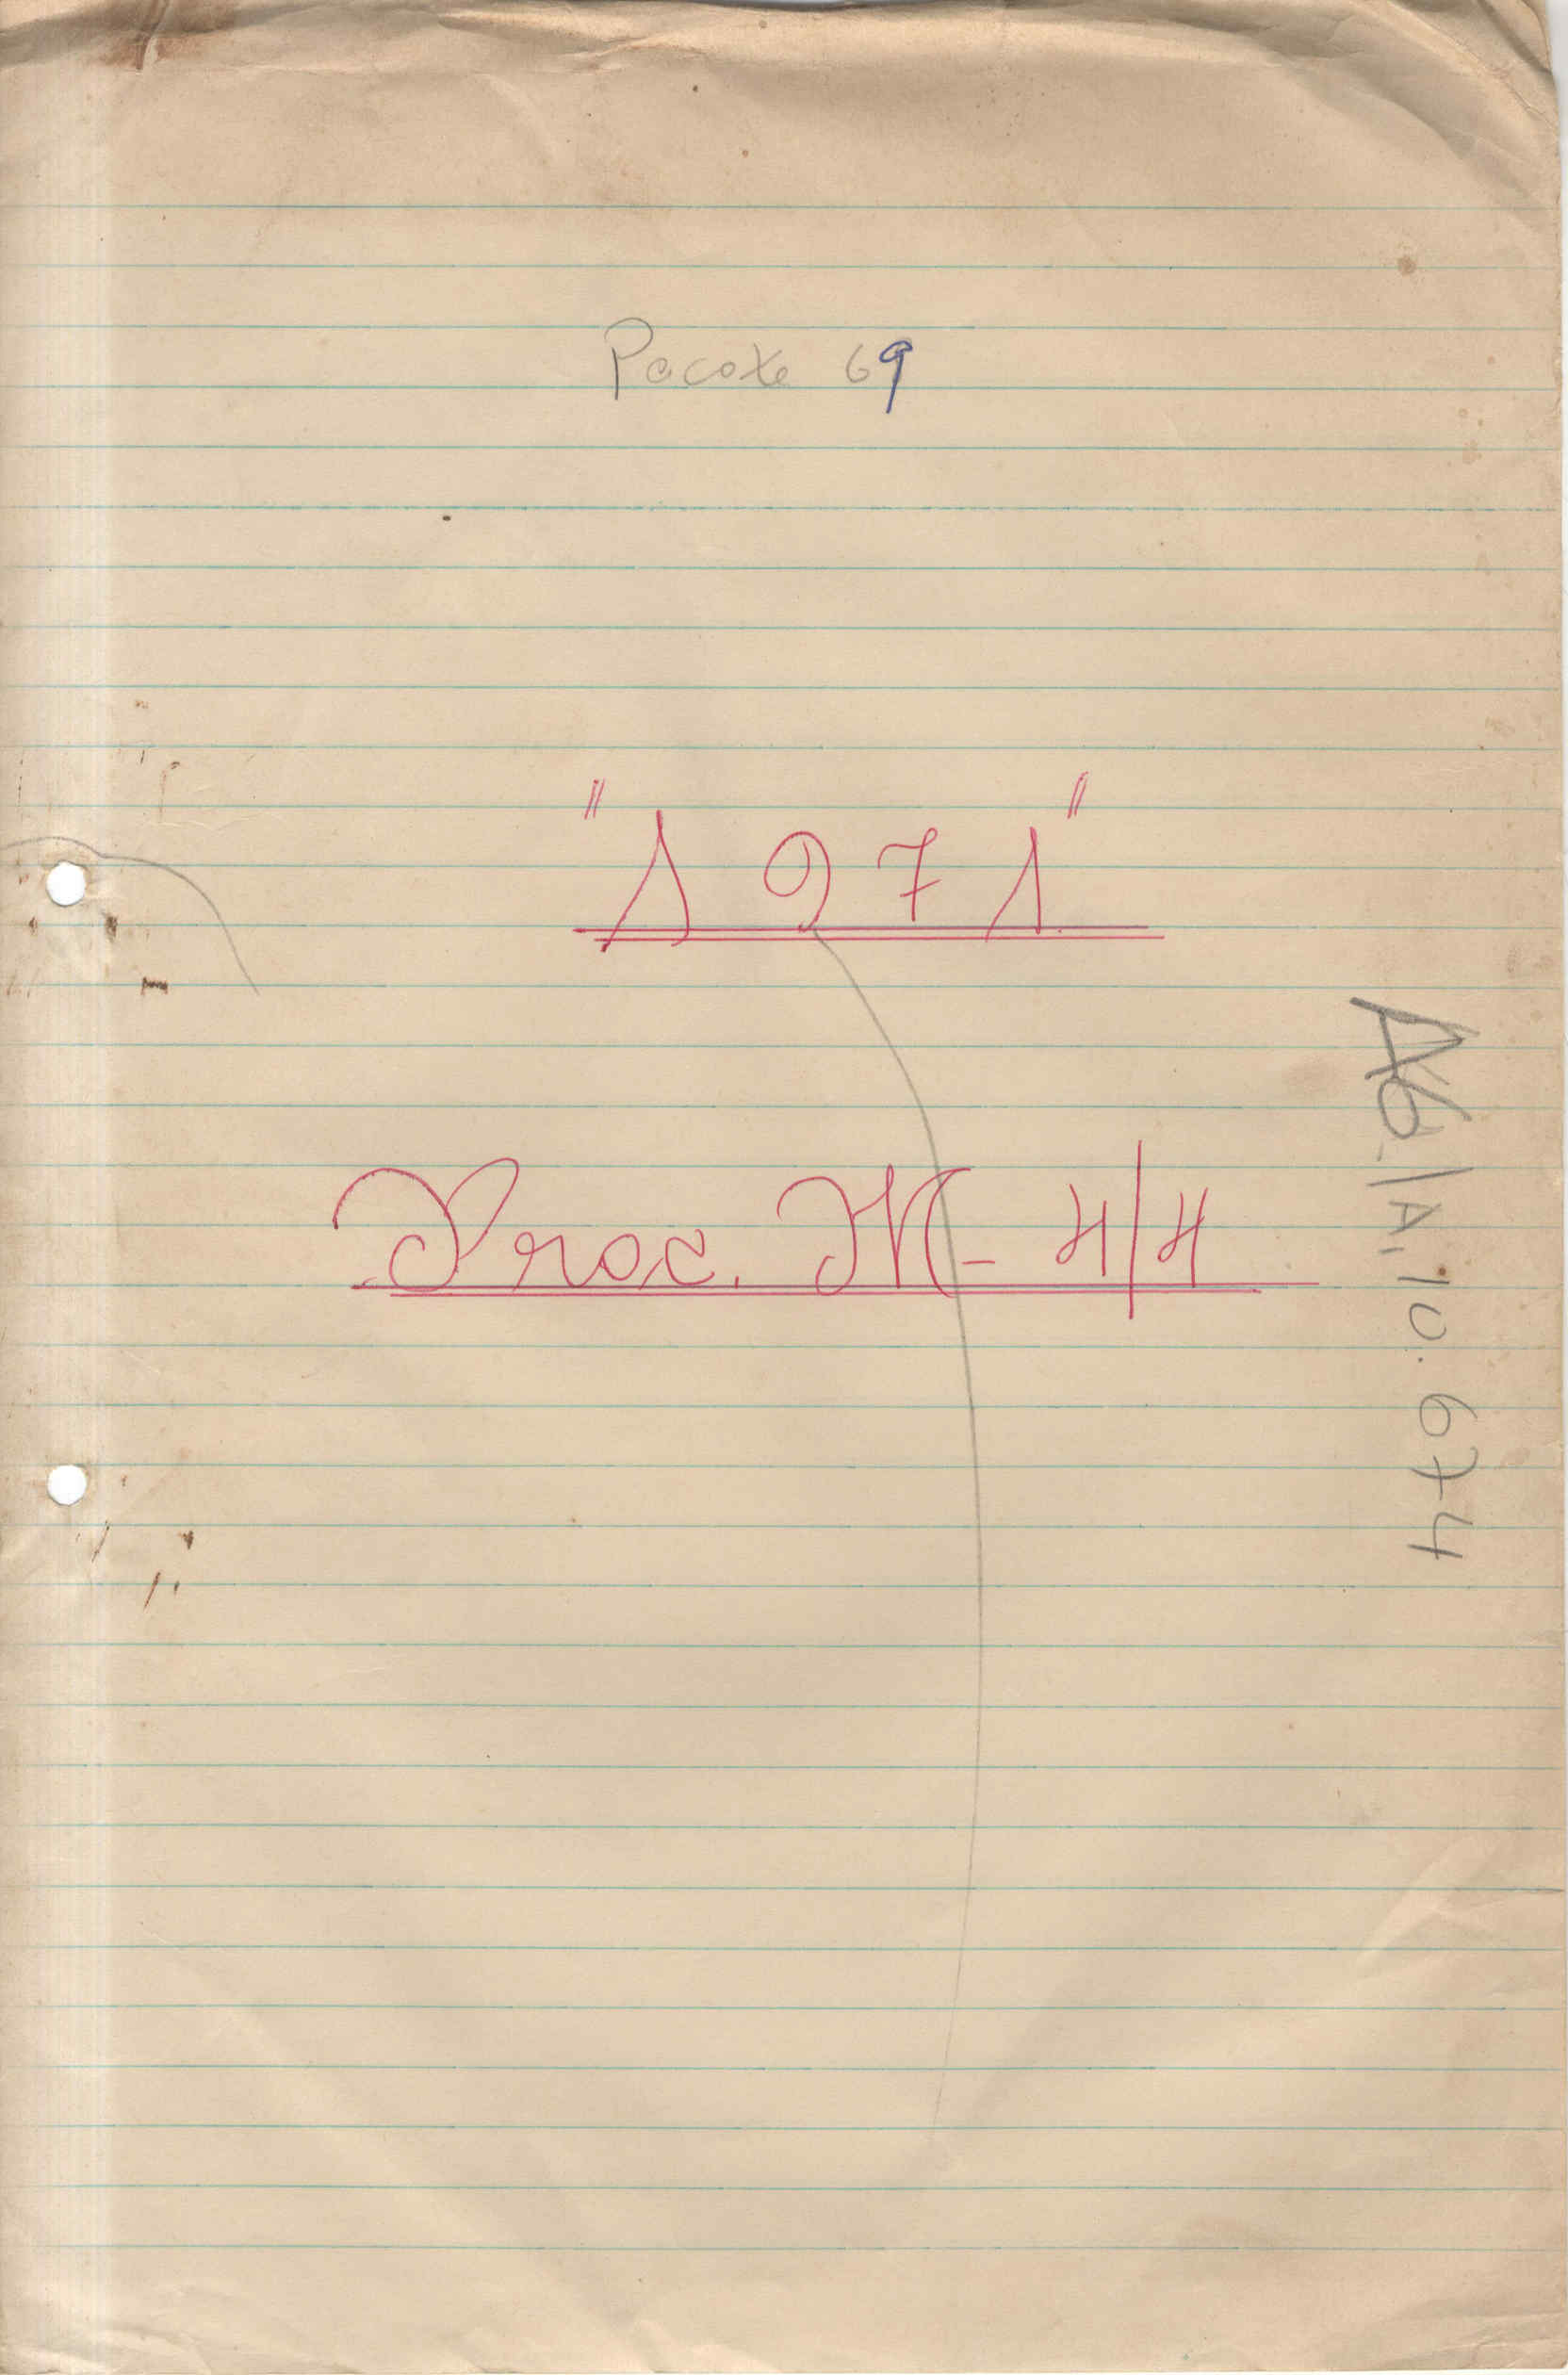 Pacote 69
"1971"
Proc. M- 4/4
A6./A.10.674